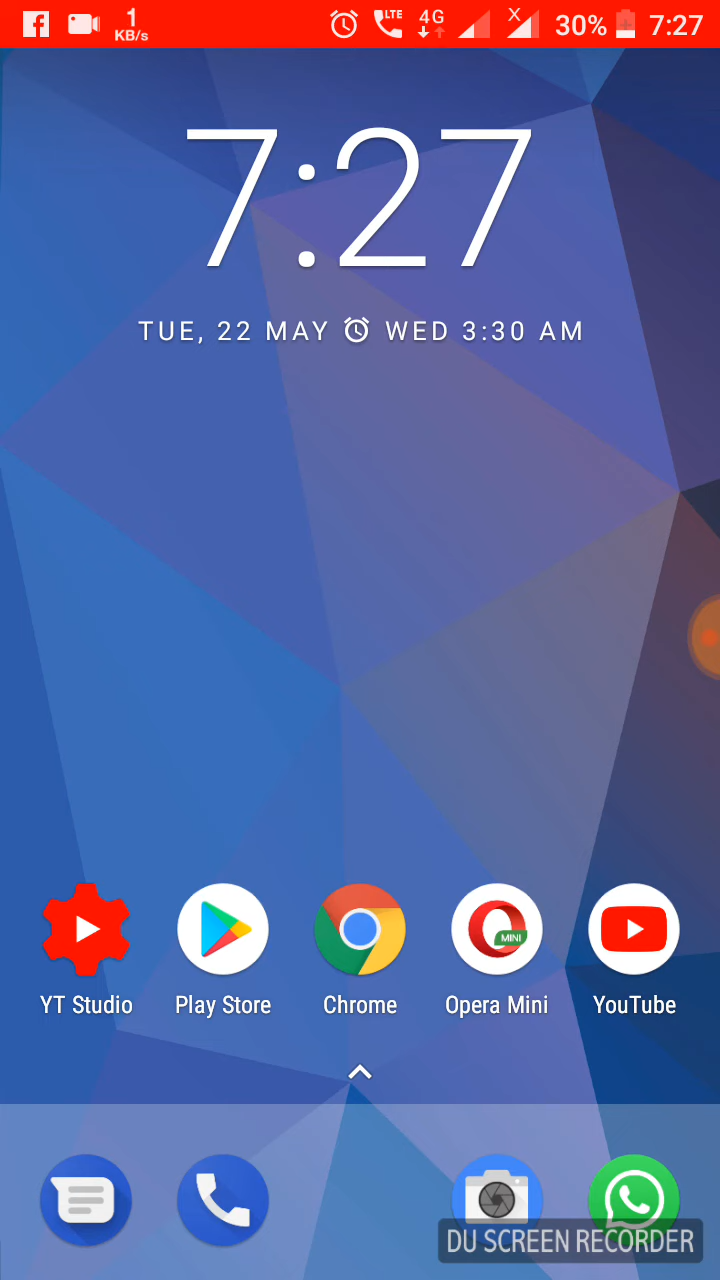 1
KB/s
LTE
4G
X
30%
7:27
7:27
TUE, 22 MAY WED 3:30 AM
MINI
YT Studio Play Store Chrome Opera Mini YouTube
DU SCREEN RECORDER